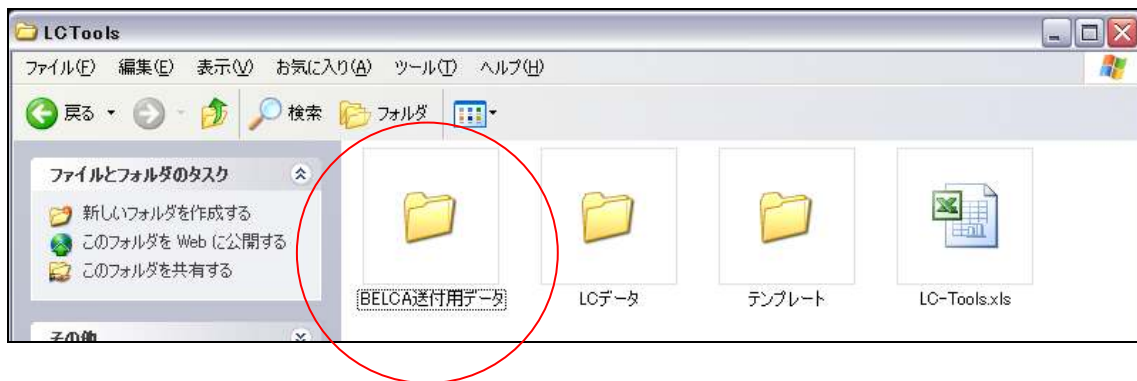 LCTools
ファイル(F) 編集(E) 表示(V) お気に入り(A) ツール(T) ヘルプ(H)
戻る 検索 フォルダ
ファイルとフォルダのタスク
新しいフォルダを作成する
このフォルダを Web に公開する
このフォルダを共有する
その他
BELCA送付用データ
LCデータ
テンプレート
LC-Tools.xls